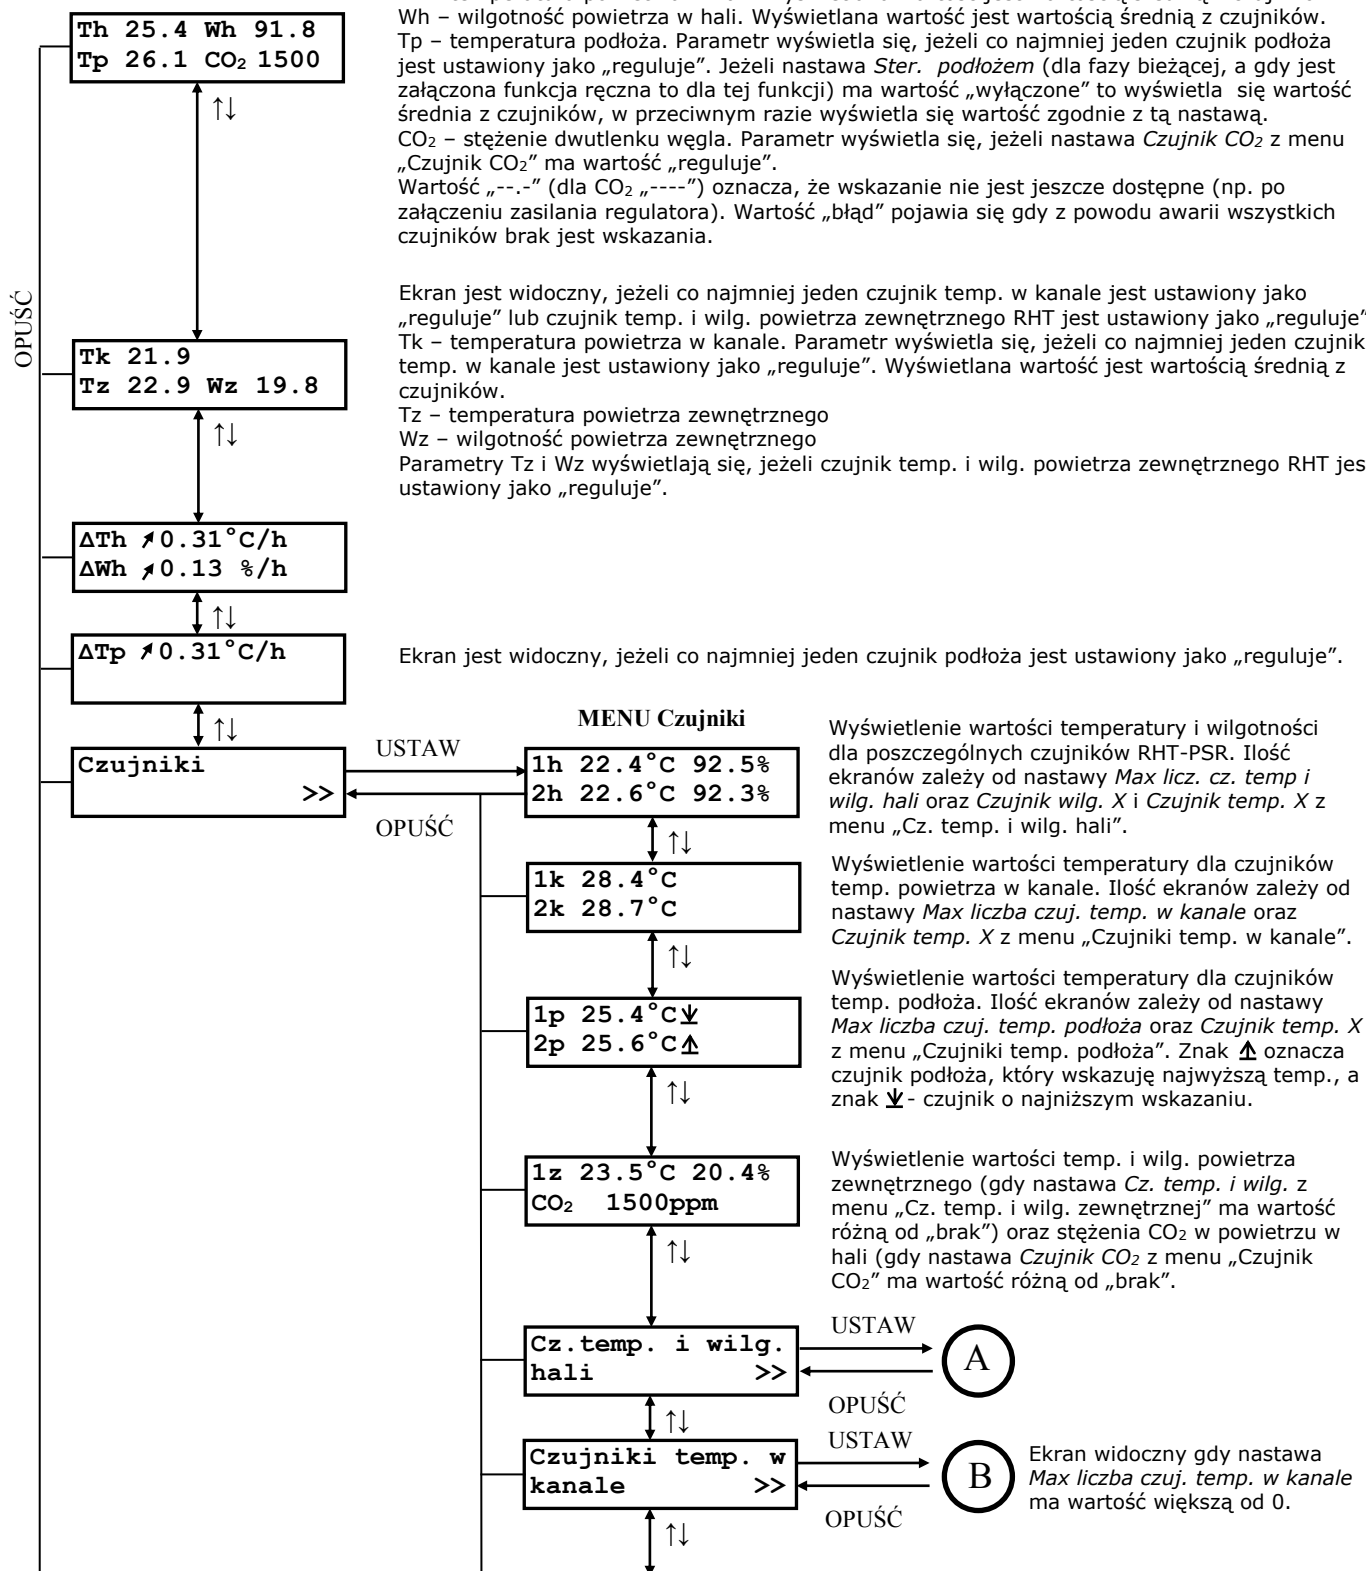 Th 25.4 Wh 91.8
Tp 26.1 CO₂ 1500
Wh – wilgotność powietrza w hali. Wyświetlana wartość jest wartością średnią z czujników.
Tp – temperatura podłoża. Parametr wyświetla się, jeżeli co najmniej jeden czujnik podłoża
jest ustawiony jako „reguluje”. Jeżeli nastawa Ster. podłożem (dla fazy bieżącej, a gdy jest
załączona funkcja ręczna to dla tej funkcji) ma wartość „wyłączone” to wyświetla się wartość
średnia z czujników, w przeciwnym razie wyświetla się wartość zgodnie z tą nastawą.
CO₂ – stężenie dwutlenku węgla. Parametr wyświetla się, jeżeli nastawa Czujnik CO₂ z menu
„Czujnik CO₂” ma wartość „reguluje”.
Wartość „--.-” (dla CO₂ „----”) oznacza, że wskazanie nie jest jeszcze dostępne (np. po
załączeniu zasilania regulatora). Wartość „błąd” pojawia się gdy z powodu awarii wszystkich
czujników brak jest wskazania.
↑↓
OPUŚĆ
Tk 21.9
Tz 22.9 Wz 19.8
Ekran jest widoczny, jeżeli co najmniej jeden czujnik temp. w kanale jest ustawiony jako
„reguluje” lub czujnik temp. i wilg. powietrza zewnętrznego RHT jest ustawiony jako „reguluje”
Tk – temperatura powietrza w kanale. Parametr wyświetla się, jeżeli co najmniej jeden czujnik
temp. w kanale jest ustawiony jako „reguluje”. Wyświetlana wartość jest wartością średnią z
czujników.
Tz – temperatura powietrza zewnętrznego
Wz – wilgotność powietrza zewnętrznego
Parametry Tz i Wz wyświetlają się, jeżeli czujnik temp. i wilg. powietrza zewnętrznego RHT jes
ustawiony jako „reguluje”.
↑↓
ΔTh ↗0.31°C/h
ΔWh ↗0.13 %/h
↑↓
ΔTp ↗0.31°C/h
Ekran jest widoczny, jeżeli co najmniej jeden czujnik podłoża jest ustawiony jako „reguluje”.
↑↓
Czujniki
>>
USTAW
OPUŚĆ
MENU Czujniki
1h 22.4°C 92.5%
2h 22.6°C 92.3%
Wyświetlenie wartości temperatury i wilgotności
dla poszczególnych czujników RHT-PSR. Ilość
ekranów zależy od nastawy Max licz. cz. temp i
wilg. hali oraz Czujnik wilg. X i Czujnik temp. X z
menu „Cz. temp. i wilg. hali”.
↑↓
1k 28.4°C
2k 28.7°C
Wyświetlenie wartości temperatury dla czujników
temp. powietrza w kanale. Ilość ekranów zależy od
nastawy Max liczba czuj. temp. w kanale oraz
Czujnik temp. X z menu „Czujniki temp. w kanale”.
↑↓
1p 25.4°C⤓
2p 25.6°C⤒
Wyświetlenie wartości temperatury dla czujników
temp. podłoża. Ilość ekranów zależy od nastawy
Max liczba czuj. temp. podłoża oraz Czujnik temp. X
z menu „Czujniki temp. podłoża”. Znak ⤒ oznacza
czujnik podłoża, który wskazuję najwyższą temp., a
znak ⤓- czujnik o najniższym wskazaniu.
↑↓
1z 23.5°C 20.4%
CO₂ 1500ppm
Wyświetlenie wartości temp. i wilg. powietrza
zewnętrznego (gdy nastawa Cz. temp. i wilg. z
menu „Cz. temp. i wilg. zewnętrznej” ma wartość
różną od „brak”) oraz stężenia CO₂ w powietrzu w
hali (gdy nastawa Czujnik CO₂ z menu „Czujnik
CO₂” ma wartość różną od „brak”.
↑↓
Cz.temp. i wilg.
hali >>
USTAW
OPUŚĆ
A
↑↓
Czujniki temp. w
kanale >>
USTAW
OPUŚĆ
B
Ekran widoczny gdy nastawa
Max liczba czuj. temp. w kanale
ma wartość większą od 0.
↑↓